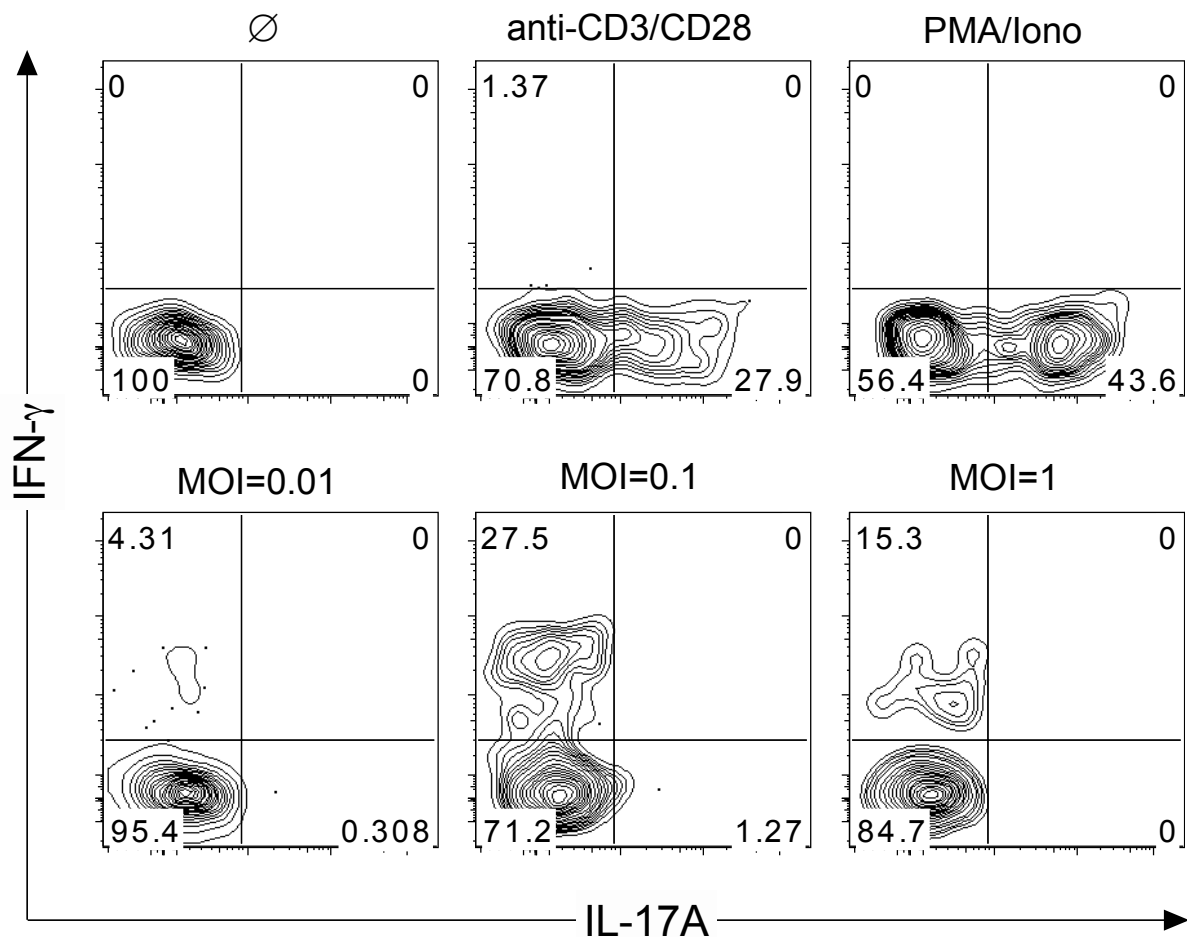 ∅ anti-CD3/CD28 PMA/Iono
0 0 1.37 0 0 0
100 0 70.8 27.9 56.4 43.6
IFN-γ
MOI=0.01 MOI=0.1 MOI=1
4.31 0 27.5 0 15.3 0
95.4 0.308 71.2 1.27 84.7 0
IL-17A